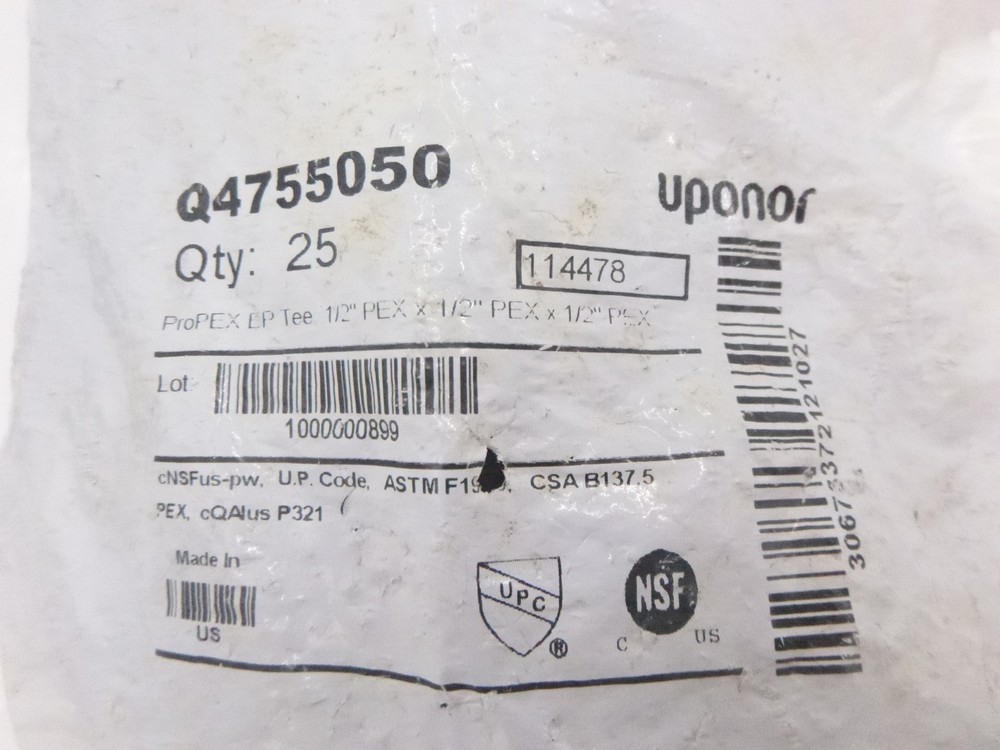 Q4755050
uponor
Qty: 25
114478
ProPEX EP Tee 1/2" PEX x 1/2" PEX x 1/2" PEX
Lot:
1000000899
cNSFus-pw, U.P. Code, ASTM CSA B137.5
PEX, cQAIus P321
Made In
US
UPC
®
NSF
C US